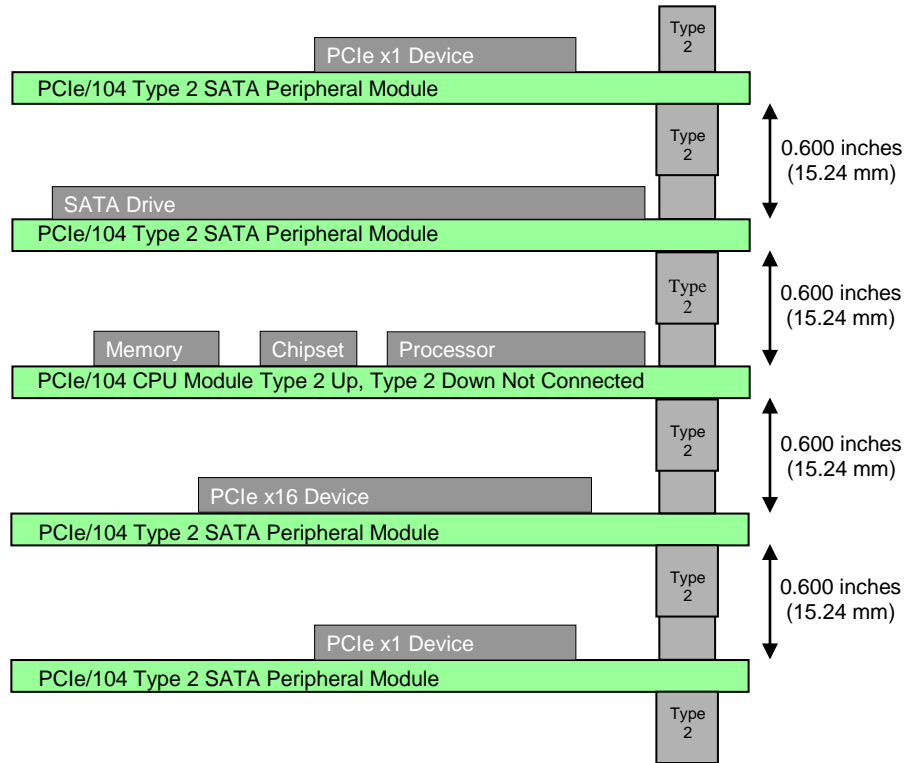 Type
2
PCIe x1 Device
PCIe/104 Type 2 SATA Peripheral Module
Type
2
0.600 inches
(15.24 mm)
SATA Drive
PCIe/104 Type 2 SATA Peripheral Module
Type
2
0.600 inches
(15.24 mm)
Memory
Chipset
Processor
PCIe/104 CPU Module Type 2 Up, Type 2 Down Not Connected
Type
2
0.600 inches
(15.24 mm)
PCIe x16 Device
PCIe/104 Type 2 SATA Peripheral Module
Type
2
0.600 inches
(15.24 mm)
PCIe x1 Device
PCIe/104 Type 2 SATA Peripheral Module
Type
2